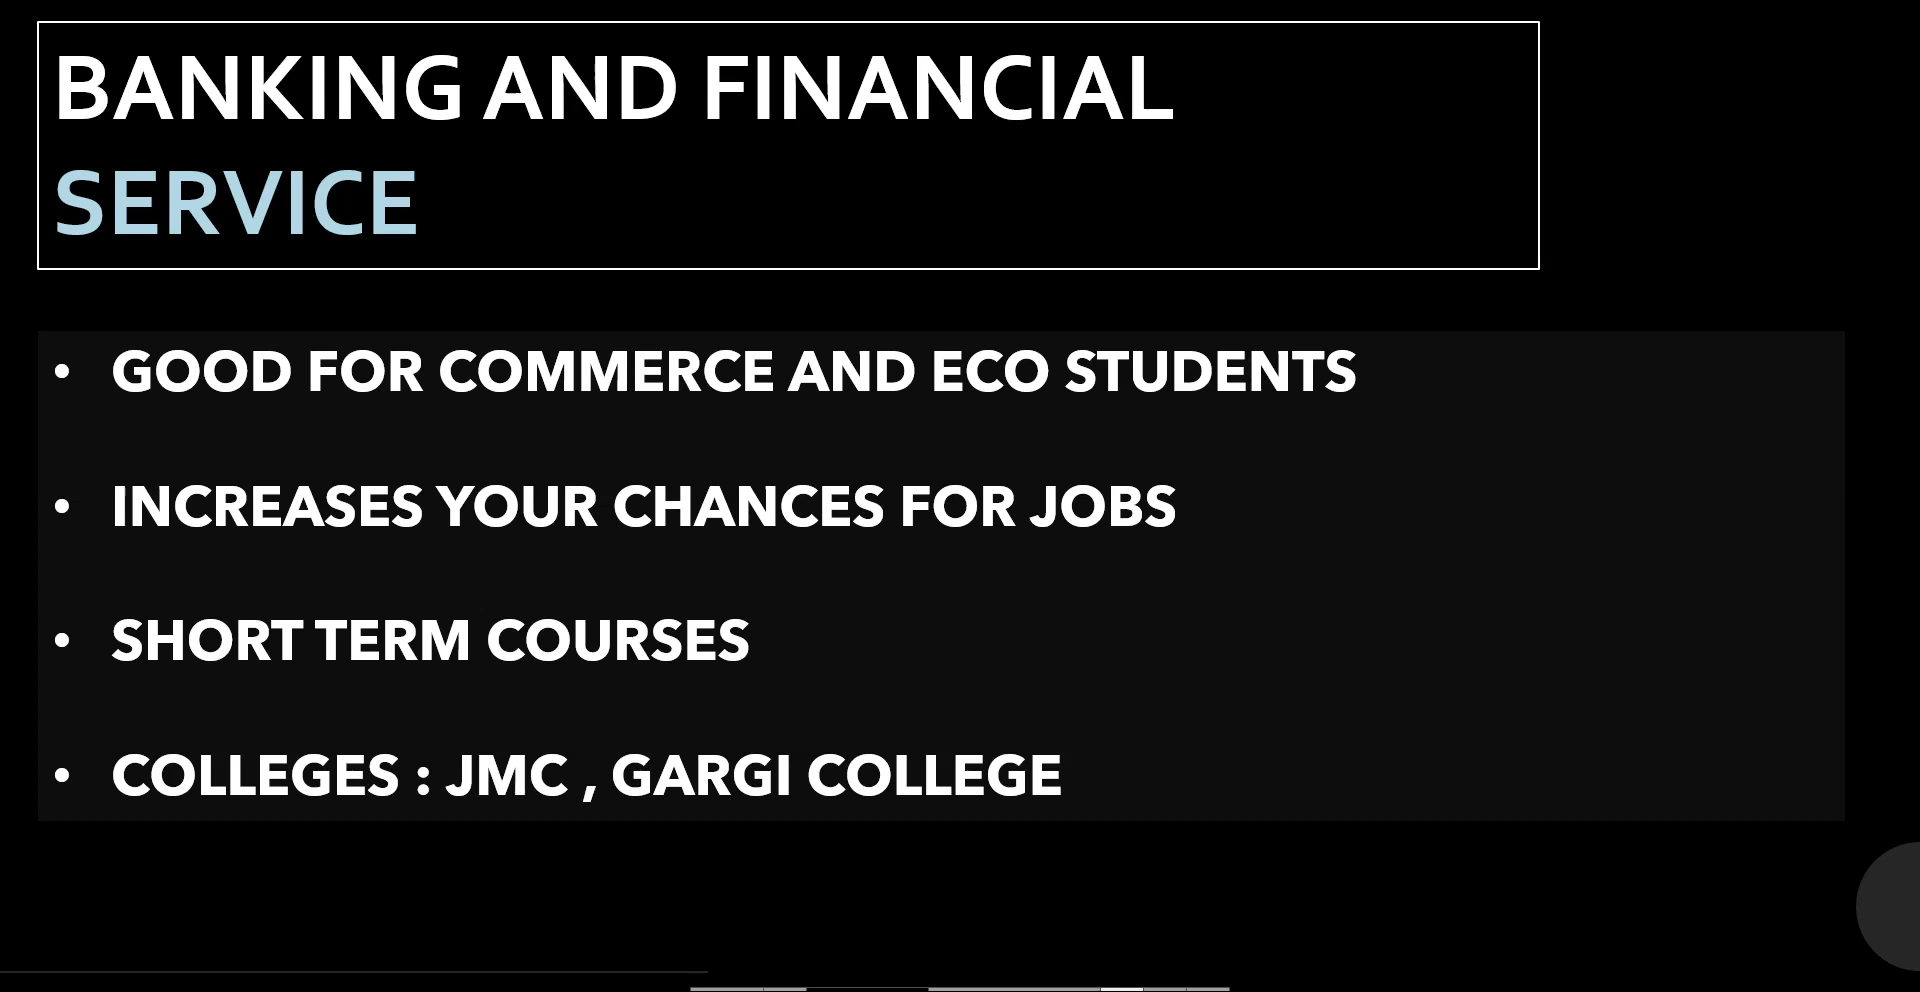 BANKING AND FINANCIAL
SERVICE
• GOOD FOR COMMERCE AND ECO STUDENTS
• INCREASES YOUR CHANCES FOR JOBS
• SHORT TERM COURSES
• COLLEGES : JMC , GARGI COLLEGE